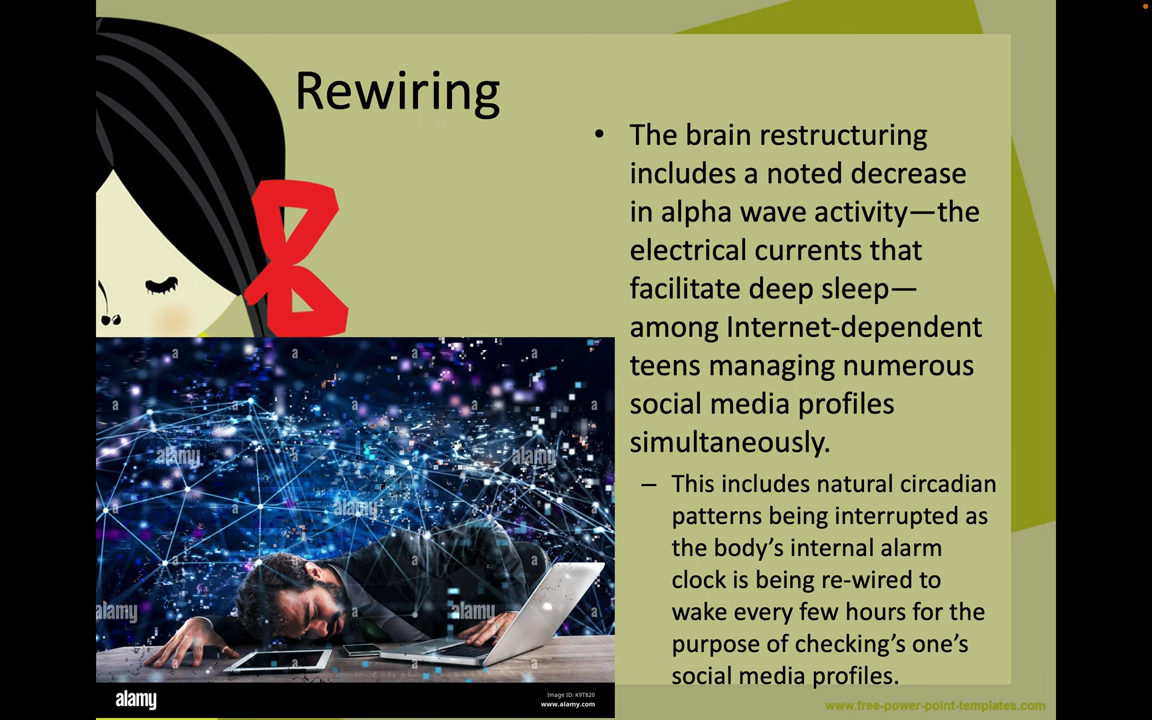 Rewiring
• The brain restructuring
includes a noted decrease
in alpha wave activity—the
electrical currents that
facilitate deep sleep—
among Internet-dependent
teens managing numerous
social media profiles
simultaneously.
– This includes natural circadian
patterns being interrupted as
the body’s internal alarm
clock is being re-wired to
wake every few hours for the
purpose of checking’s one’s
social media profiles.
a a a a
a a a
alamy alamy
alamy
a a
alamy alamy a
a a a a
alamy
Image ID: K9T820
www.alamy.com
www.free-power-point-templates.com